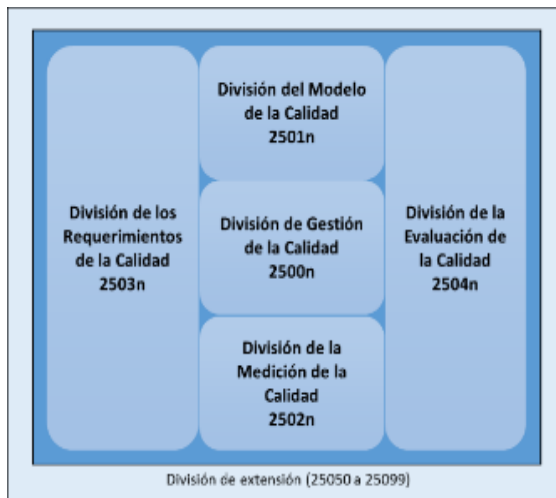 División del Modelo
de la Calidad
2501n
División de los
Requerimientos
de la Calidad
2503n
División de Gestión
de la Calidad
2500n
División de la
Evaluación de
la Calidad
2504n
División de la
Medición de la
Calidad
2502n
División de extensión (25050 a 25099)